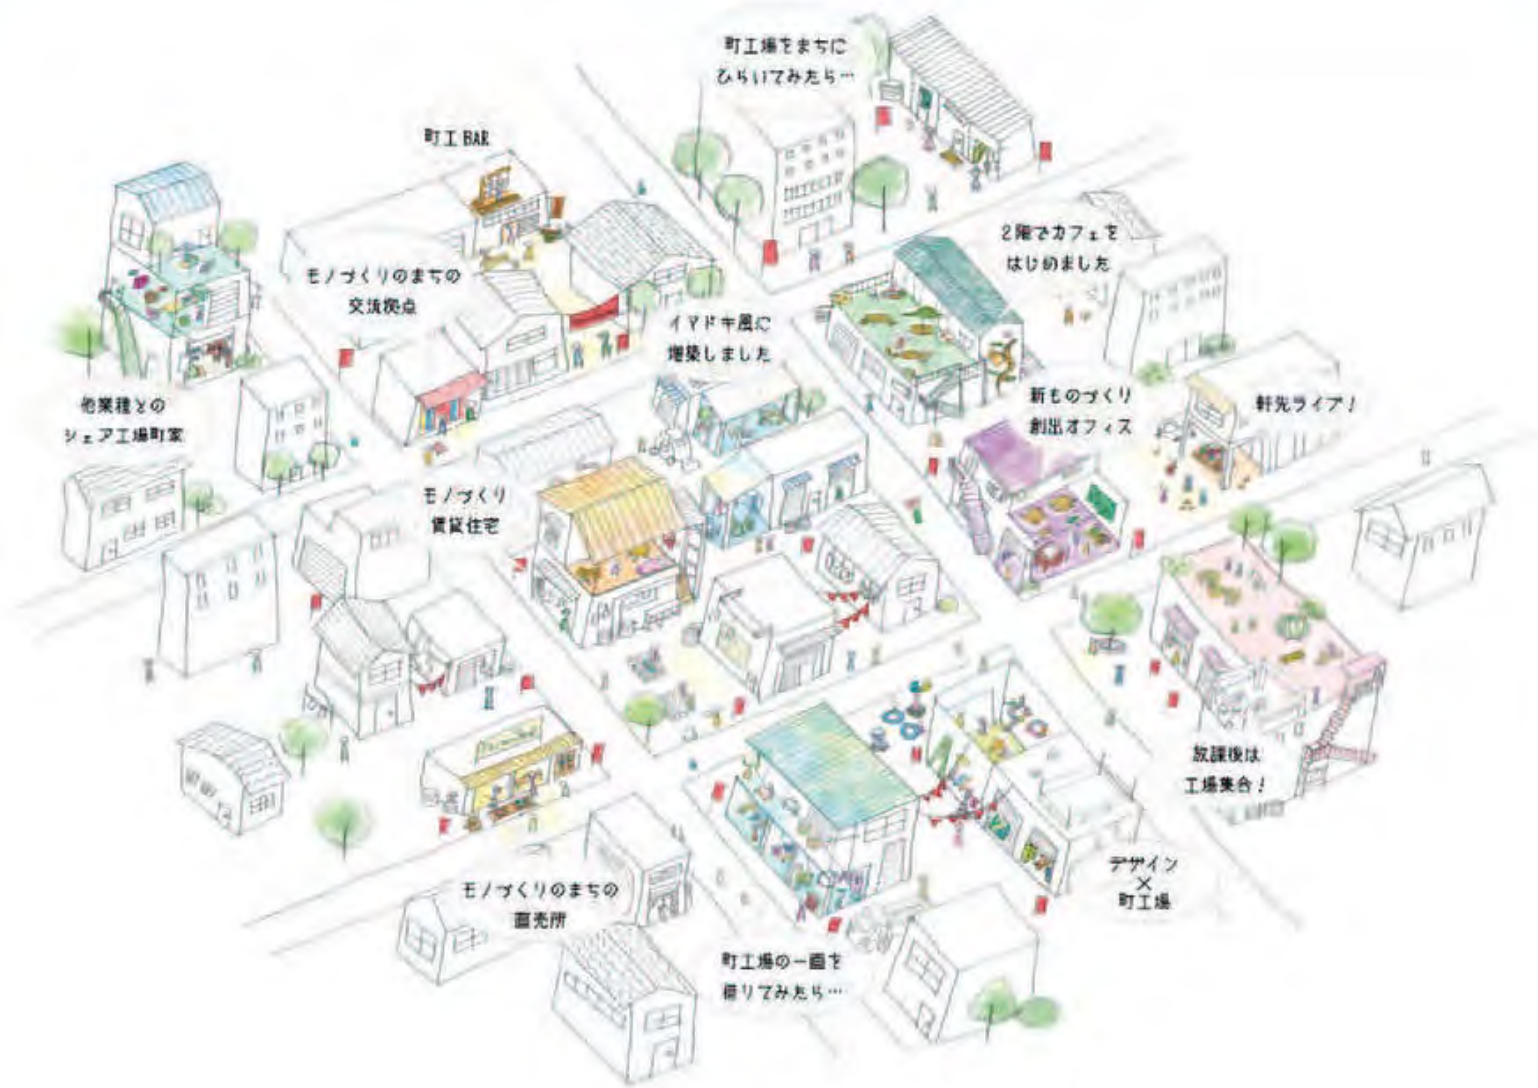 町工場をまちに
ひらいてみたら…
町工BAR
2階でカフェを
はじめました
モノづくりのまちの
交流拠点
イマドキ風に
増築しました
他業種との
シェア工場町家
新ものづくり
創出オフィス
軒先ライブ!
モノづくり
賃貸住宅
放課後は
工場集合!
デザイン
×
町工場
モノづくりのまちの
直売所
町工場の一画を
借りてみたら…